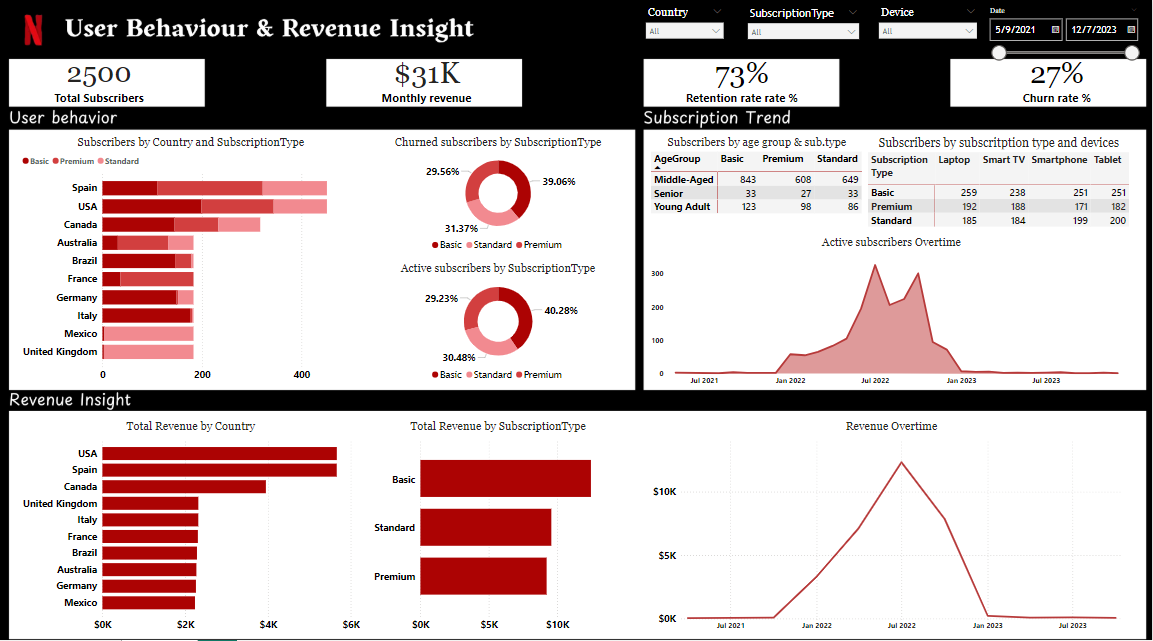 N User Behaviour & Revenue Insight
Country SubscriptionType Device Date
All All All 5/9/2021 12/7/2023
2500 $31K 73% 27%
Total Subscribers Monthly revenue Retention rate rate % Churn rate %
User behavior
Subscribers by Country and SubscriptionType
Basic Premium Standard
Spain
USA
Canada
Australia
Brazil
France
Germany
Italy
Mexico
United Kingdom
0 200 400
Churned subscribers by SubscriptionType
29.56% 39.06%
31.37%
Basic Standard Premium
Active subscribers by SubscriptionType
29.23% 40.28%
30.48%
Basic Standard Premium
Subscription Trend
Subscribers by age group & sub.type
AgeGroup Basic Premium Standard
Middle-Aged 843 608 649
Senior 33 27 33
Young Adult 123 98 86
Subscribers by subscritption type and devices
Subscription Type Laptop Smart TV Smartphone Tablet
Basic 259 238 251 251
Premium 192 188 171 182
Standard 185 184 199 200
Active subscribers Overtime
300
200
100
0
Jul 2021 Jan 2022 Jul 2022 Jan 2023 Jul 2023
Revenue Insight
Total Revenue by Country
USA
Spain
Canada
United Kingdom
Italy
France
Brazil
Australia
Germany
Mexico
$0K $2K $4K $6K
Total Revenue by SubscriptionType
Basic
Standard
Premium
$0K $5K $10K
Revenue Overtime
$10K
$5K
$0K
Jul 2021 Jan 2022 Jul 2022 Jan 2023 Jul 2023